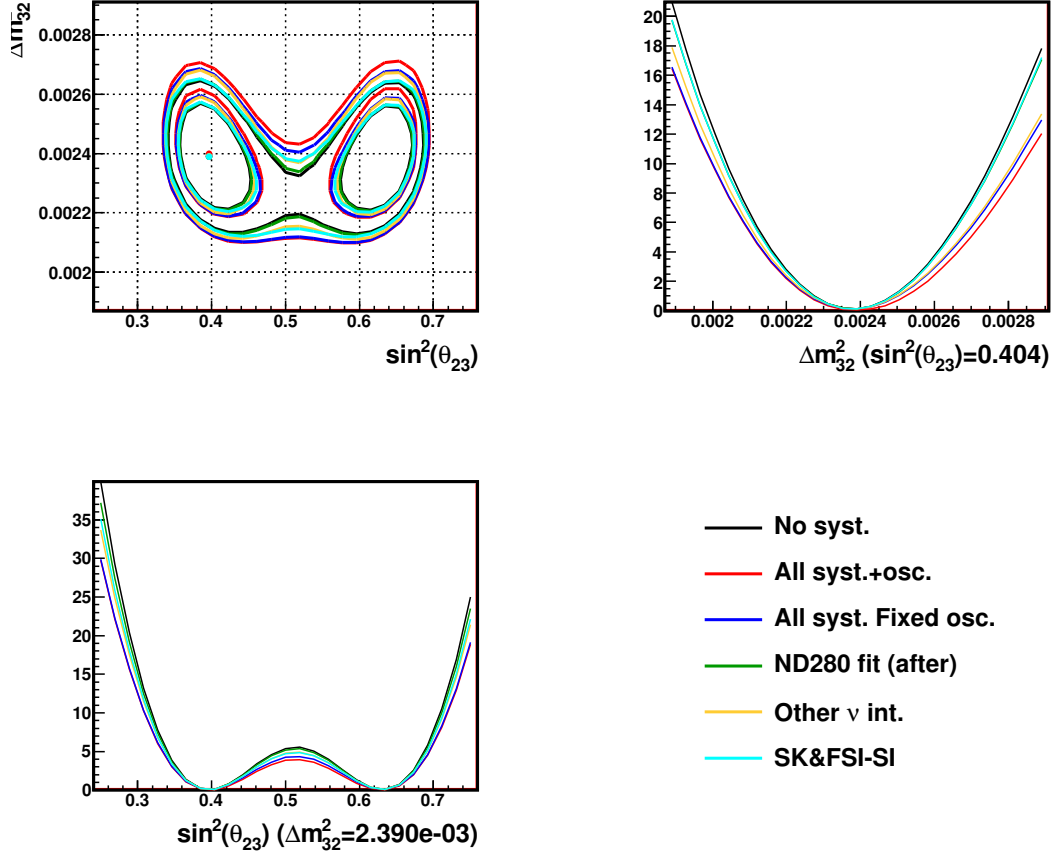 Δm̅32
0.0028
0.0026
0.0024
0.0022
0.002
0.3 0.4 0.5 0.6 0.7
sin²(θ₂₃)
20
18
16
14
12
10
8
6
4
2
0
0.002 0.0022 0.0024 0.0026 0.0028
Δm²₃₂ (sin²(θ₂₃)=0.404)
35
30
25
20
15
10
5
0
0.3 0.4 0.5 0.6 0.7
sin²(θ₂₃) (Δm²₃₂=2.390e-03)
No syst.
All syst.+osc.
All syst. Fixed osc.
ND280 fit (after)
Other ν int.
SK&FSI-SI